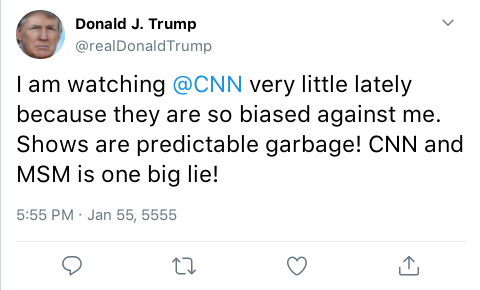 Donald J. Trump
@realDonaldTrump
I am watching @CNN very little lately
because they are so biased against me.
Shows are predictable garbage! CNN and
MSM is one big lie!
5:55 PM · Jan 55, 5555